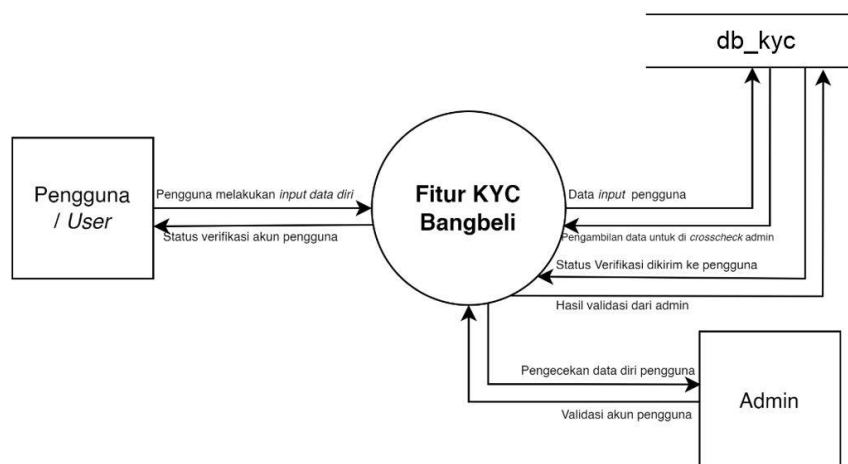 db_kyc
Pengguna
/ User
Pengguna melakukan input data diri
Status verifikasi akun pengguna
Fitur KYC
Bangbeli
Data input pengguna
Pengambilan data untuk di crosscheck admin
Status Verifikasi dikirim ke pengguna
Hasil validasi dari admin
Pengecekan data diri pengguna
Validasi akun pengguna
Admin